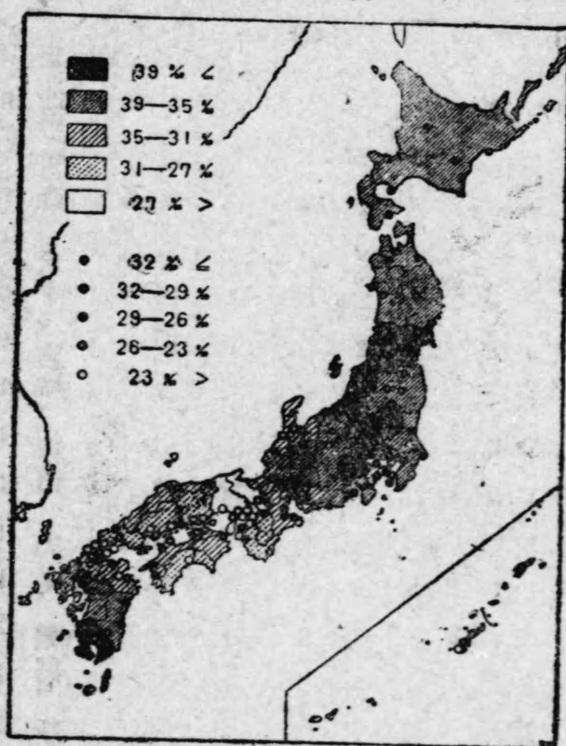 39 % <
39—35 %
35—31 %
31—27 %
27 % >
32 % ≤
32—29 %
29—26 %
26—23 %
23 % >